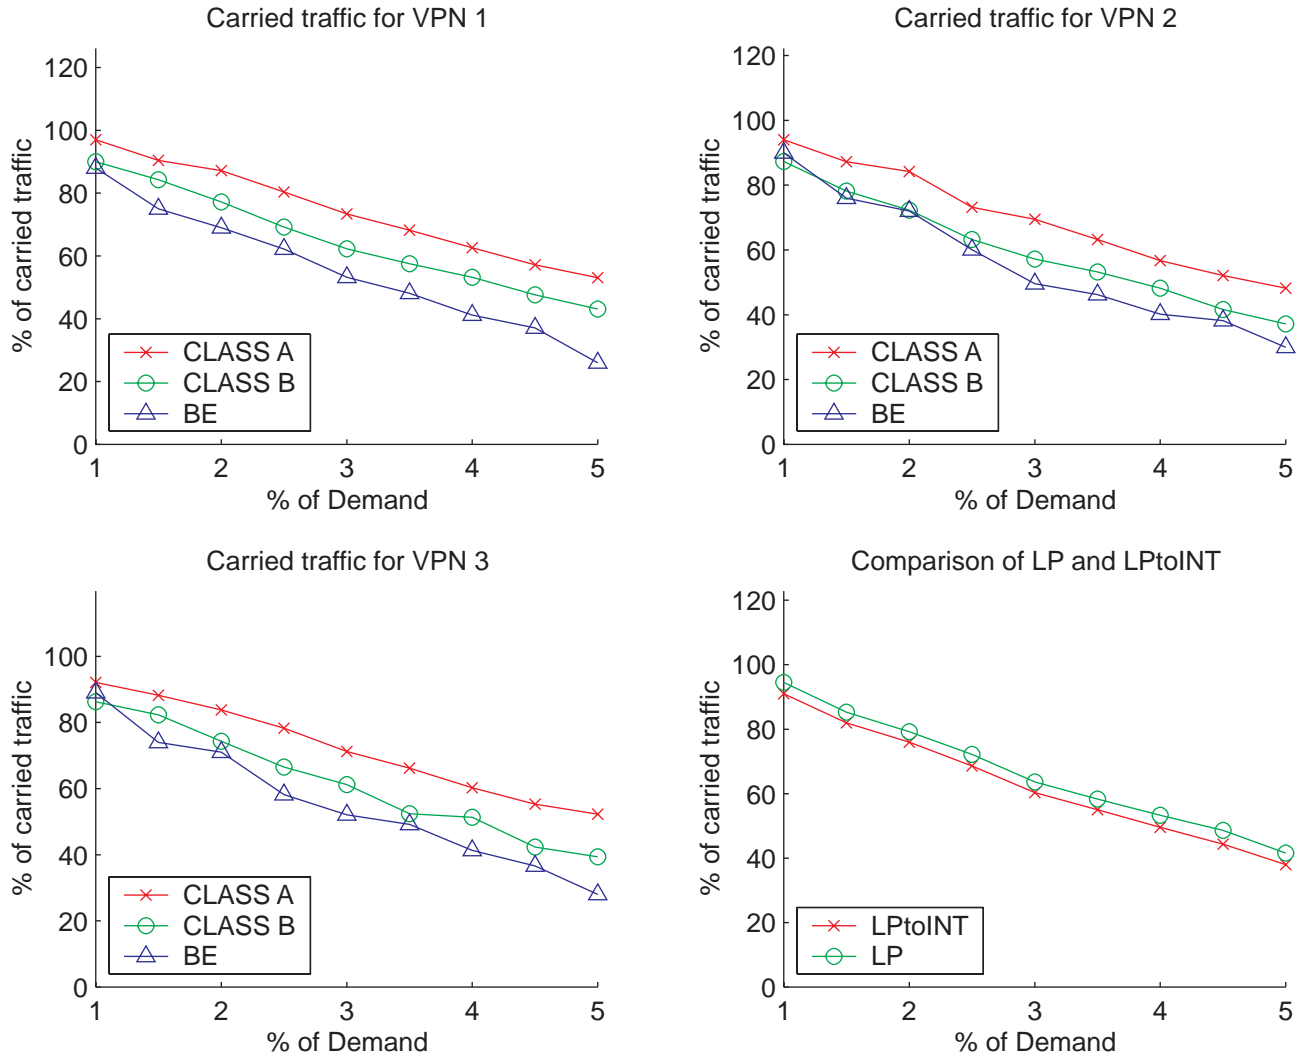 Carried traffic for VPN 1
120
100
80
60
40
20
0
% of carried traffic
CLASS A
CLASS B
BE
1 2 3 4 5
% of Demand
Carried traffic for VPN 2
120
100
80
60
40
20
0
% of carried traffic
CLASS A
CLASS B
BE
1 2 3 4 5
% of Demand
Carried traffic for VPN 3
100
80
60
40
20
0
% of carried traffic
CLASS A
CLASS B
BE
1 2 3 4 5
% of Demand
Comparison of LP and LPtoINT
120
100
80
60
40
20
0
% of carried traffic
LPtoINT
LP
1 2 3 4 5
% of Demand